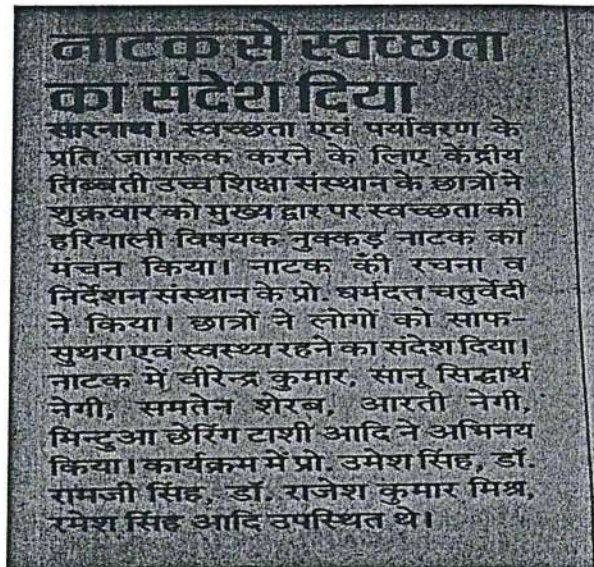 नाटक से स्वच्छता
का संदेश दिया
सारनाथ। स्वच्छता एवं पर्यावरण के
प्रति जागरूक करने के लिए केंद्रीय
तिब्बती उच्च शिक्षा संस्थान के छात्रों ने
शुक्रवार को मुख्य द्वार पर स्वच्छता की
हरियाली विषयक नुक्कड़ नाटक का
मंचन किया। नाटक की रचना व
निर्देशन संस्थान के प्रो. धर्मदत्त चतुर्वेदी
ने किया। छात्रों ने लोगों को साफ-
सुथरा एवं स्वस्थ्य रहने का संदेश दिया।
नाटक में वीरेन्द्र कुमार, सानू सिद्धार्थ
नेगी, समतेन शेरब, आरती नेगी,
मिन्टुआ छेरिंग टाशी आदि ने अभिनय
किया। कार्यक्रम में प्रो. उमेश सिंह, डॉ.
रामजी सिंह, डॉ. राजेश कुमार मिश्र,
रमेश सिंह आदि उपस्थित थे।